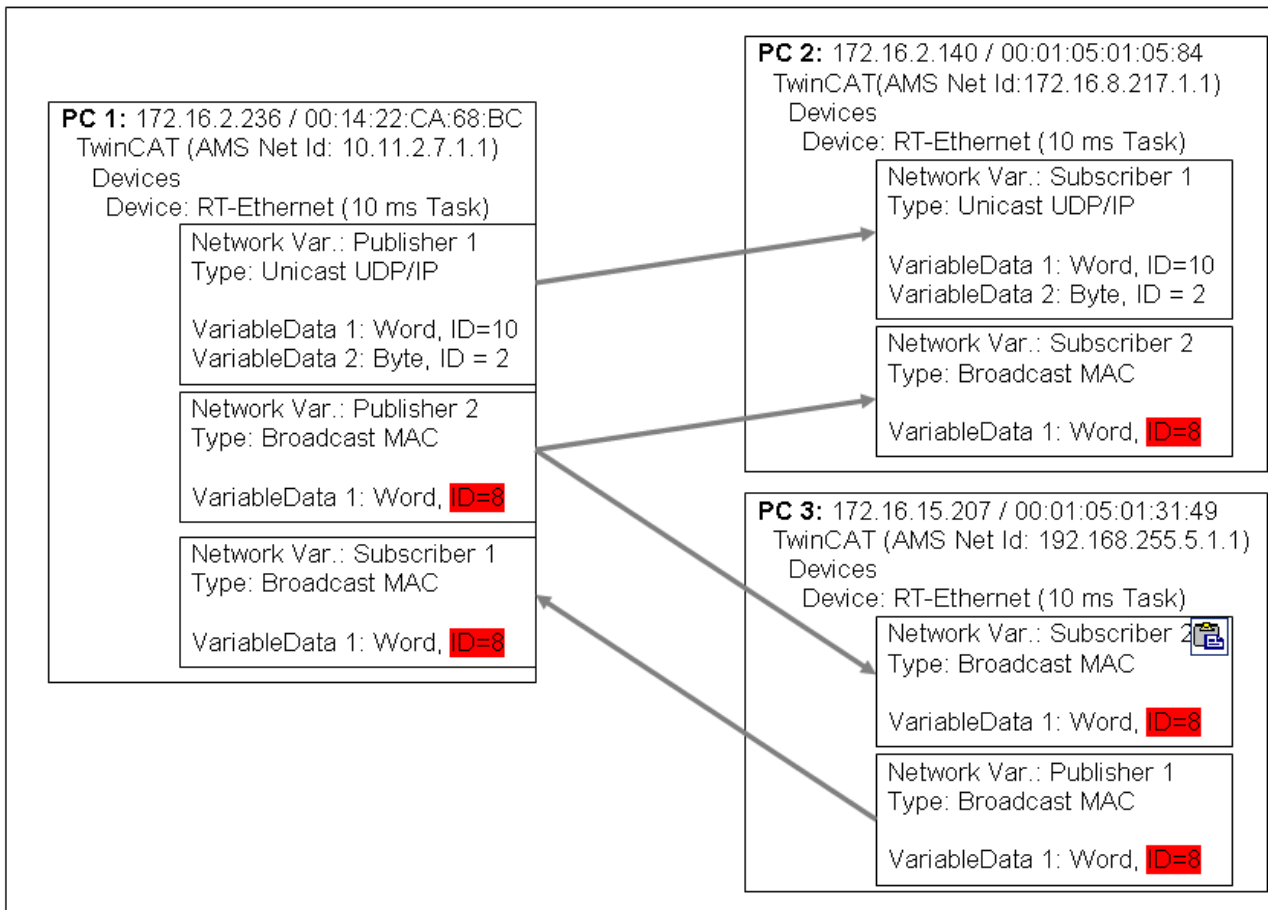 PC 1: 172.16.2.236 / 00:14:22:CA:68:BC
TwinCAT (AMS Net Id: 10.11.2.7.1.1)
Devices
Device: RT-Ethernet (10 ms Task)
Network Var.: Publisher 1
Type: Unicast UDP/IP
VariableData 1: Word, ID=10
VariableData 2: Byte, ID = 2
Network Var.: Publisher 2
Type: Broadcast MAC
VariableData 1: Word, ID=8
Network Var.: Subscriber 1
Type: Broadcast MAC
VariableData 1: Word, ID=8
PC 2: 172.16.2.140 / 00:01:05:01:05:84
TwinCAT(AMS Net Id:172.16.8.217.1.1)
Devices
Device: RT-Ethernet (10 ms Task)
Network Var.: Subscriber 1
Type: Unicast UDP/IP
VariableData 1: Word, ID=10
VariableData 2: Byte, ID = 2
Network Var.: Subscriber 2
Type: Broadcast MAC
VariableData 1: Word, ID=8
PC 3: 172.16.15.207 / 00:01:05:01:31:49
TwinCAT (AMS Net Id: 192.168.255.5.1.1)
Devices
Device: RT-Ethernet (10 ms Task)
Network Var.: Subscriber 2
Type: Broadcast MAC
VariableData 1: Word, ID=8
Network Var.: Publisher 1
Type: Broadcast MAC
VariableData 1: Word, ID=8